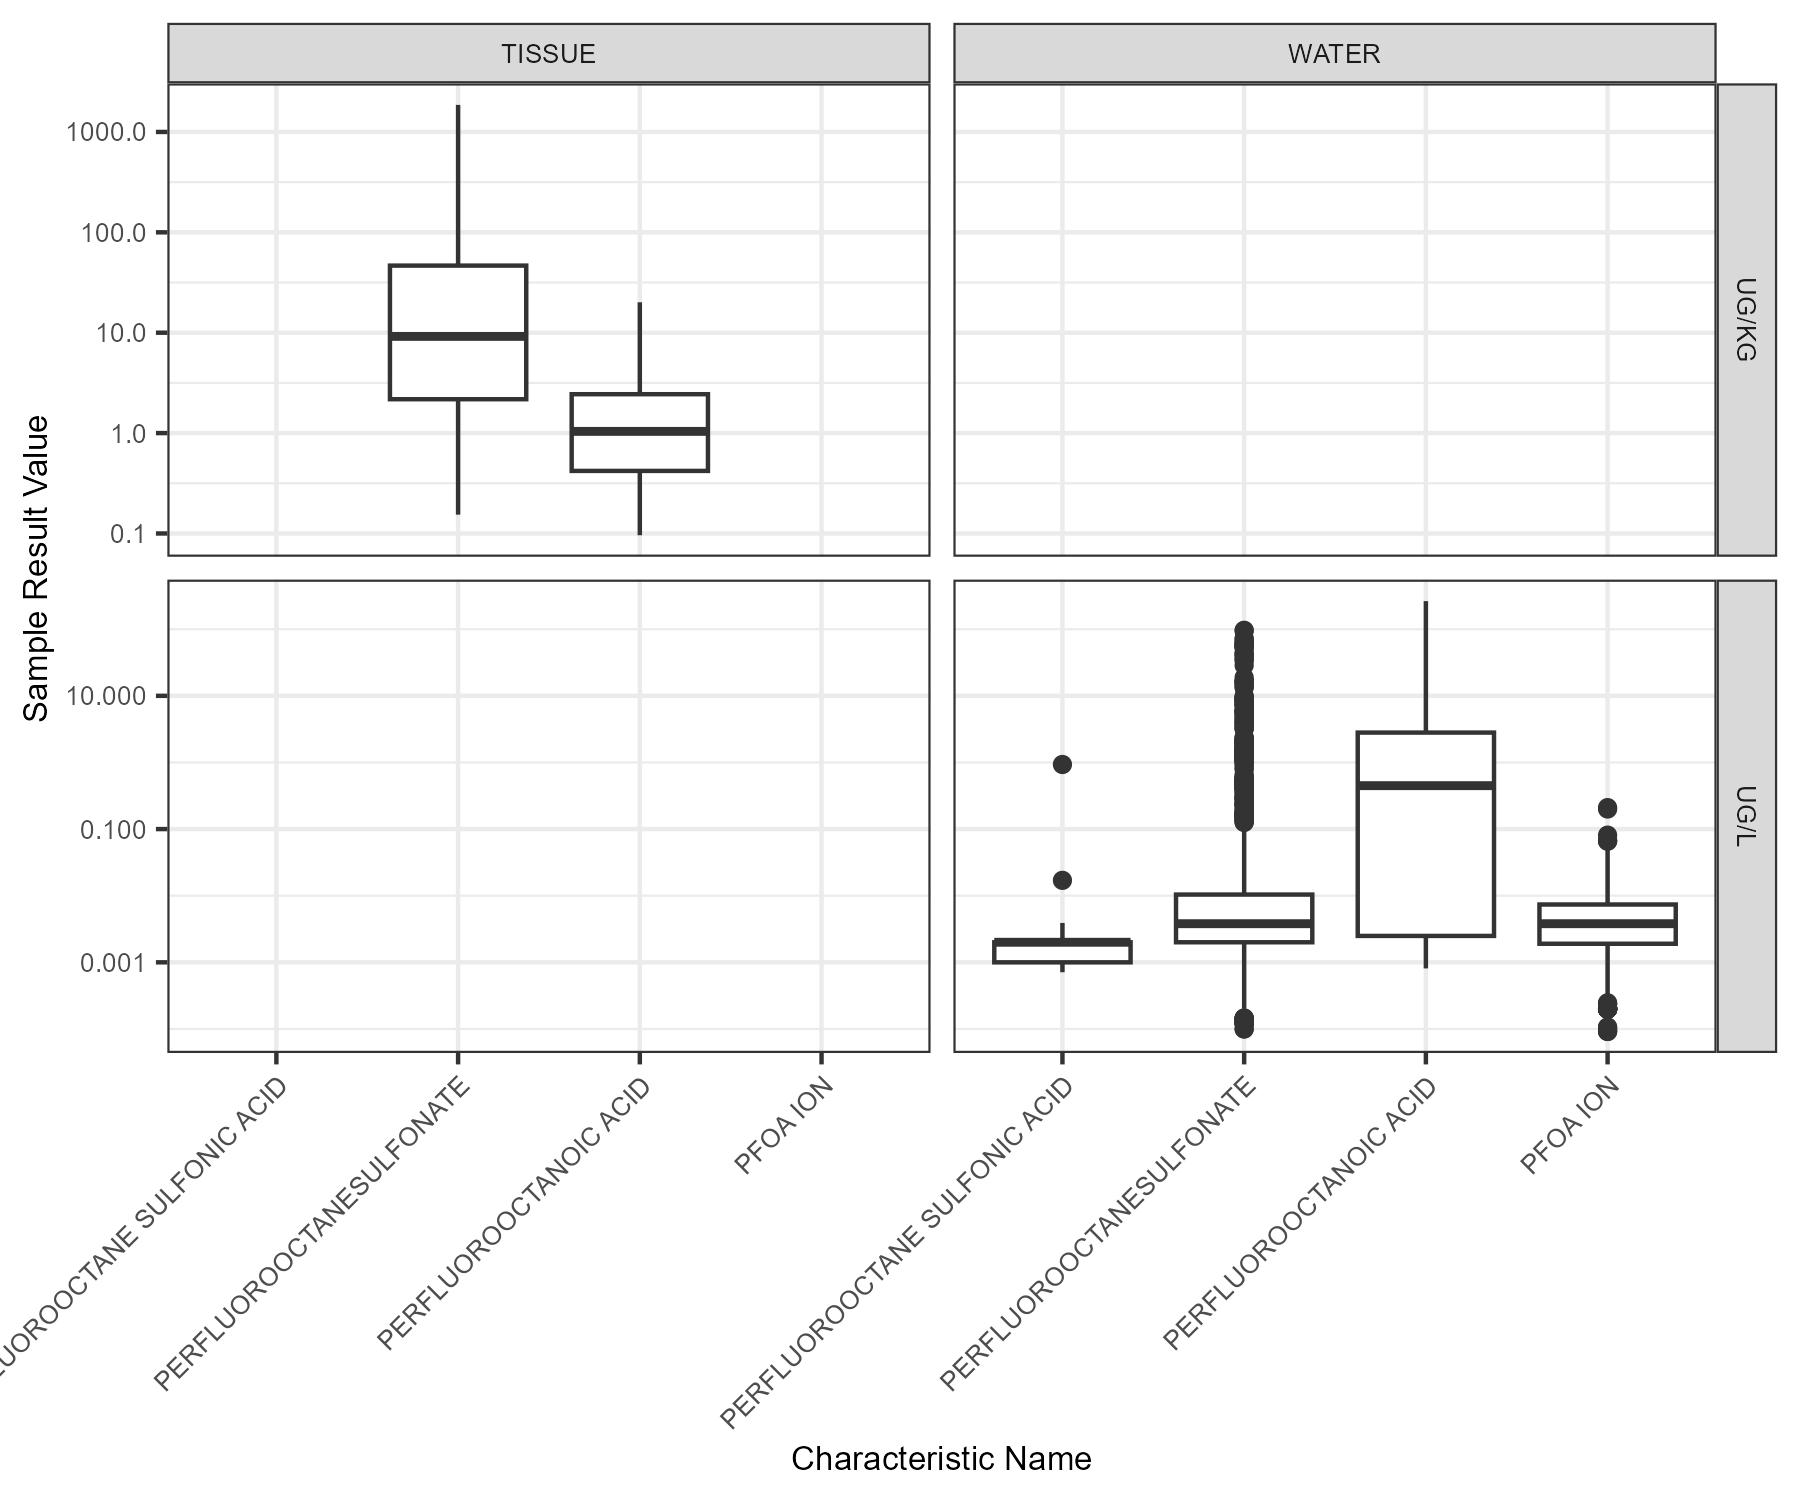 TISSUE
WATER
1000.0
100.0
10.0
1.0
0.1
UG/KG
Sample Result Value
10.000
0.100
0.001
UG/L
SULFONIC ACID
PERFLUOROOCTANESULFONATE
PERFLUOROOCTANOIC ACID
PFOA ION
PERFLUOROOCTANE SULFONIC ACID
PERFLUOROOCTANESULFONATE
PERFLUOROOCTANOIC ACID
PFOA ION
Characteristic Name